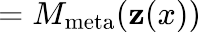 = M_meta(z(x))